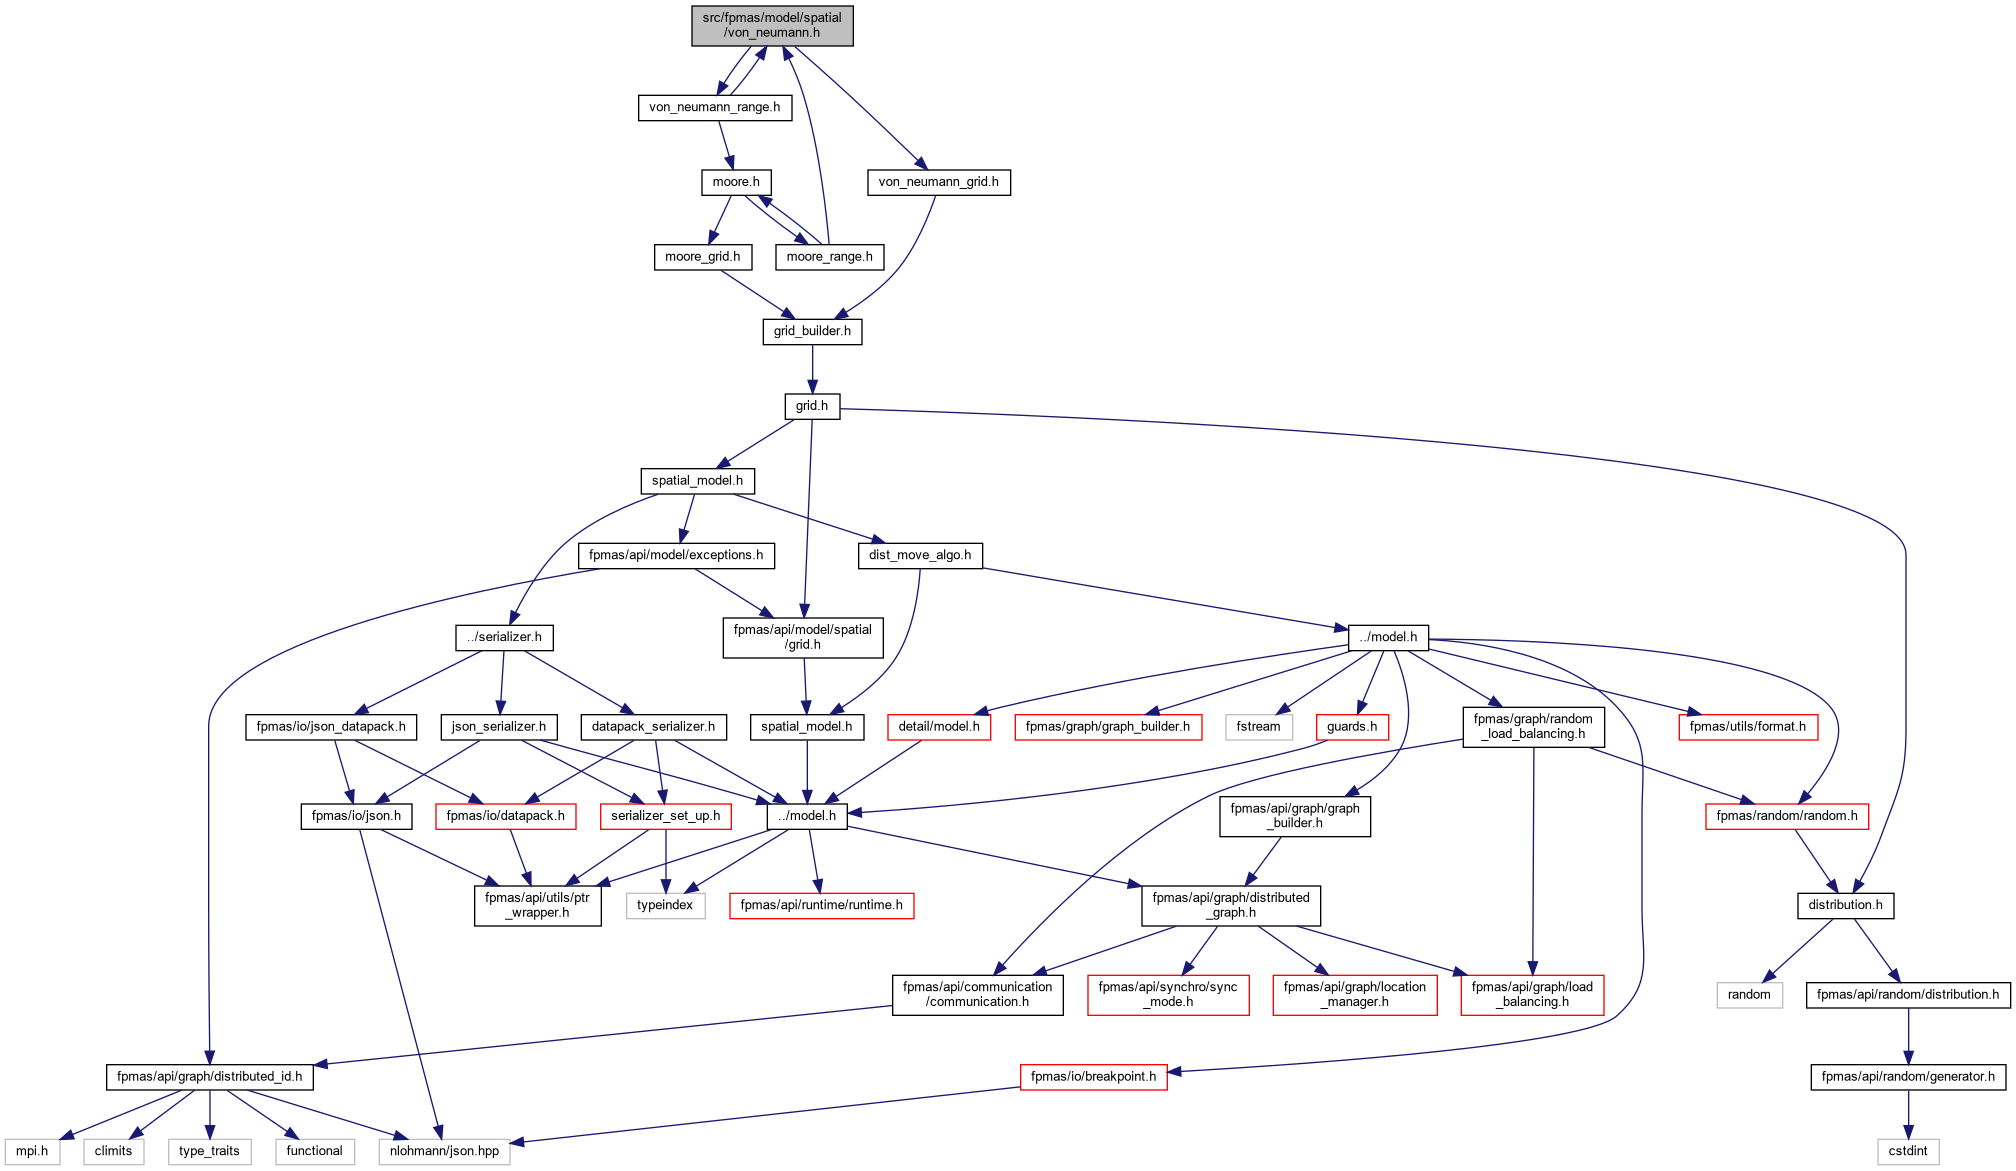 src/fpmas/model/spatial
/von_neumann.h
von_neumann_range.h
moore.h
von_neumann_grid.h
moore_grid.h
moore_range.h
grid_builder.h
grid.h
spatial_model.h
fpmas/api/model/exceptions.h
dist_move_algo.h
../serializer.h
fpmas/api/model/spatial
/grid.h
../model.h
fpmas/io/json_datapack.h
json_serializer.h
datapack_serializer.h
spatial_model.h
detail/model.h
fpmas/graph/graph_builder.h
fstream
guards.h
fpmas/graph/random
_load_balancing.h
fpmas/utils/format.h
fpmas/io/json.h
fpmas/io/datapack.h
serializer_set_up.h
../model.h
fpmas/api/graph/graph
_builder.h
fpmas/random/random.h
fpmas/api/utils/ptr
_wrapper.h
typeindex
fpmas/api/runtime/runtime.h
fpmas/api/graph/distributed
_graph.h
distribution.h
fpmas/api/communication
/communication.h
fpmas/api/synchro/sync
_mode.h
fpmas/api/graph/location
_manager.h
fpmas/api/graph/load
_balancing.h
random
fpmas/api/random/distribution.h
fpmas/api/graph/distributed_id.h
fpmas/io/breakpoint.h
fpmas/api/random/generator.h
mpi.h
climits
type_traits
functional
nlohmann/json.hpp
cstdint